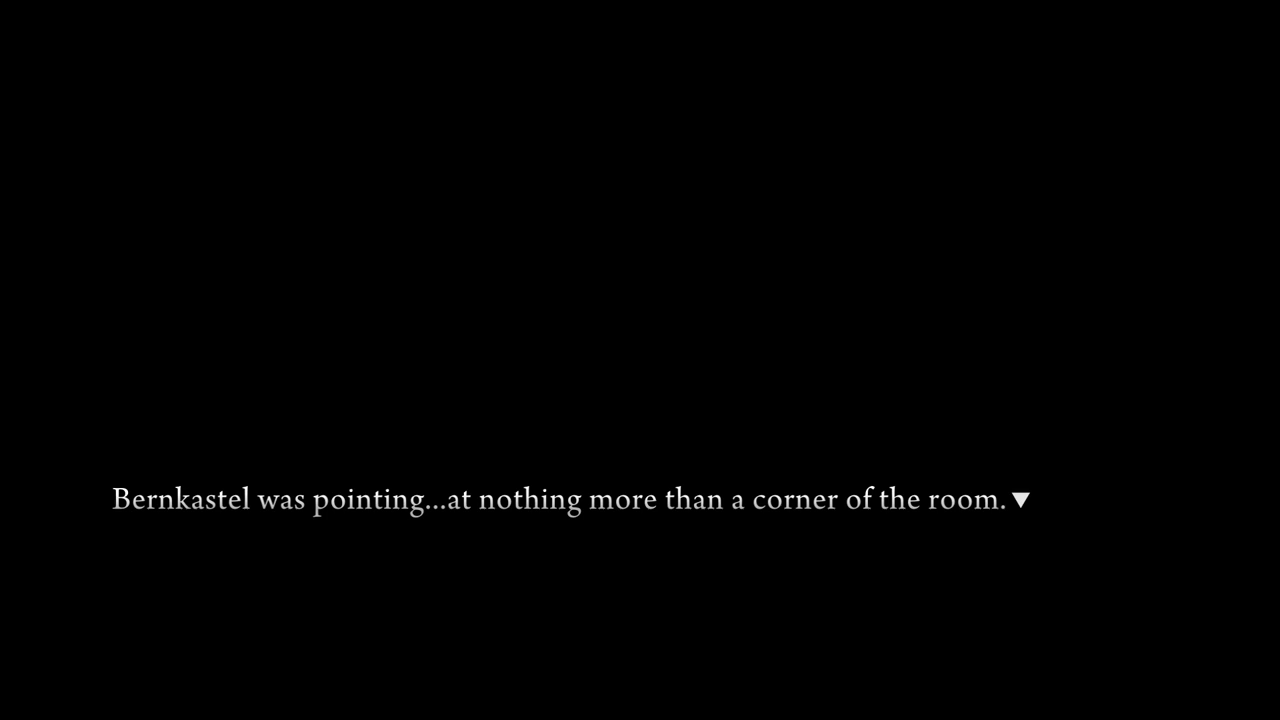 Bernkastel was pointing...at nothing more than a corner of the room.▼